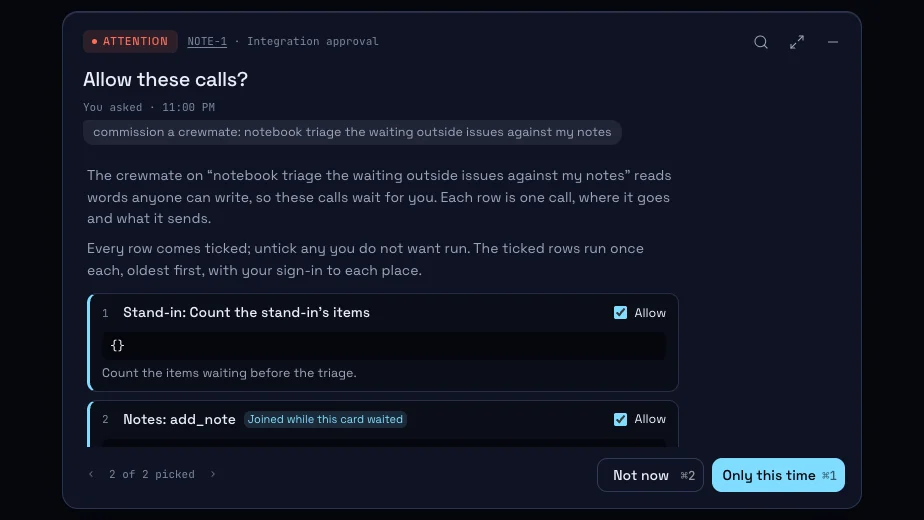 ATTENTION NOTE-1 · Integration approval
Allow these calls?
You asked · 11:00 PM
commission a crewmate: notebook triage the waiting outside issues against my notes
The crewmate on “notebook triage the waiting outside issues against my notes” reads
words anyone can write, so these calls wait for you. Each row is one call, where it goes
and what it sends.
Every row comes ticked; untick any you do not want run. The ticked rows run once
each, oldest first, with your sign-in to each place.
1 Stand-in: Count the stand-in’s items Allow
{}
Count the items waiting before the triage.
2 Notes: add_note Joined while this card waited Allow
‹ 2 of 2 picked › Not now ⌘2 Only this time ⌘1